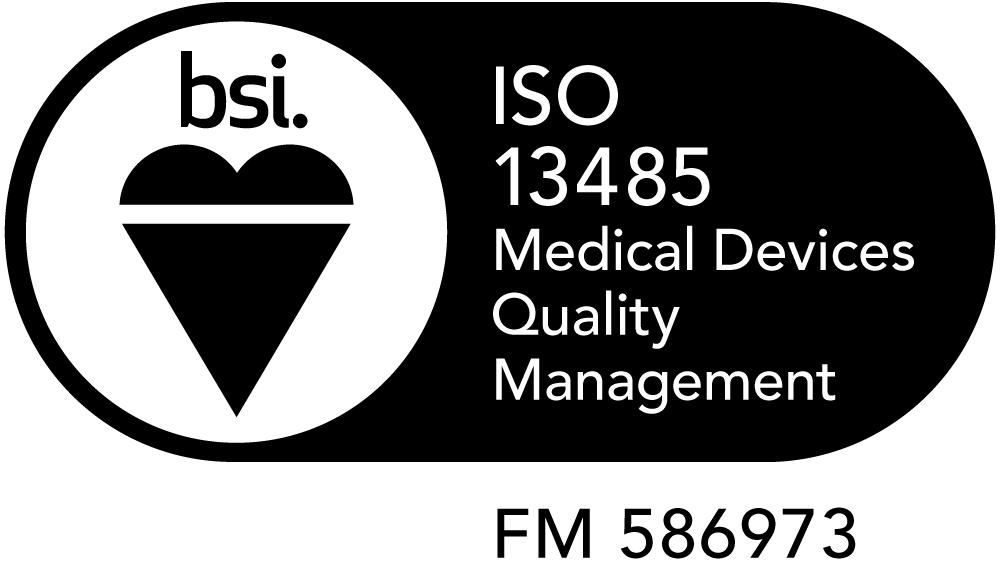 bsi.
ISO
13485
Medical Devices
Quality
Management
FM 586973